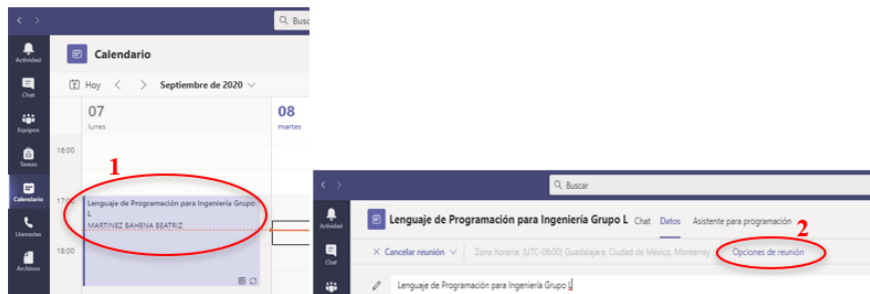 Buscar
Actividad
Calendario
Hoy
Septiembre de 2020
Chat
07
lunes
08
martes
Equipos
16:00
Tareas
1
Calendario
17:00
Lenguaje de Programación para Ingeniería Grupo
L
MARTINEZ BAHENA BEATRIZ
Llamadas
18:00
Archivos
Buscar
Actividad
Lenguaje de Programación para Ingeniería Grupo L Chat Datos Asistente para programación
2
Chat
Cancelar reunión
Zona horaria: (UTC-06:00) Guadalajara, Ciudad de México, Monterrey
Opciones de reunión
Lenguaje de Programación para Ingeniería Grupo L